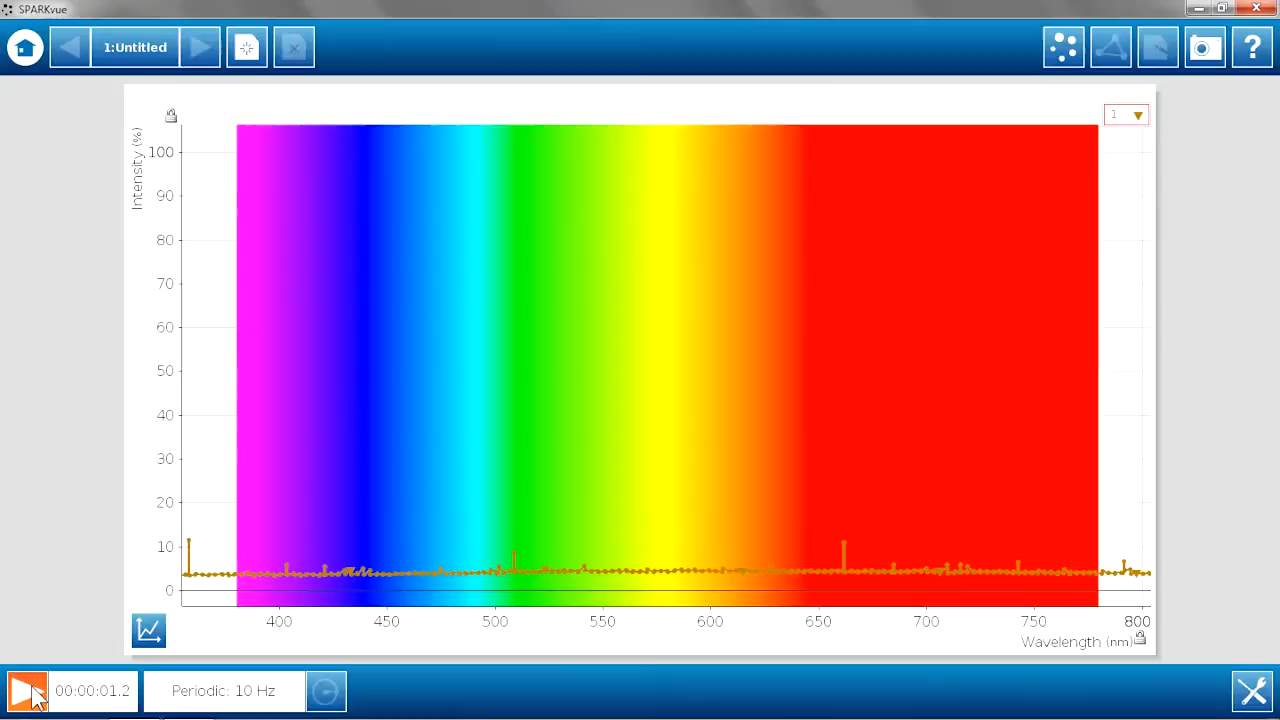 SPARKvue
1:Untitled
?
1
Intensity (%)
100
90
80
70
60
50
40
30
20
10
0
400 450 500 550 600 650 700 750 800
Wavelength (nm)
00:00:01.2 Periodic: 10 Hz